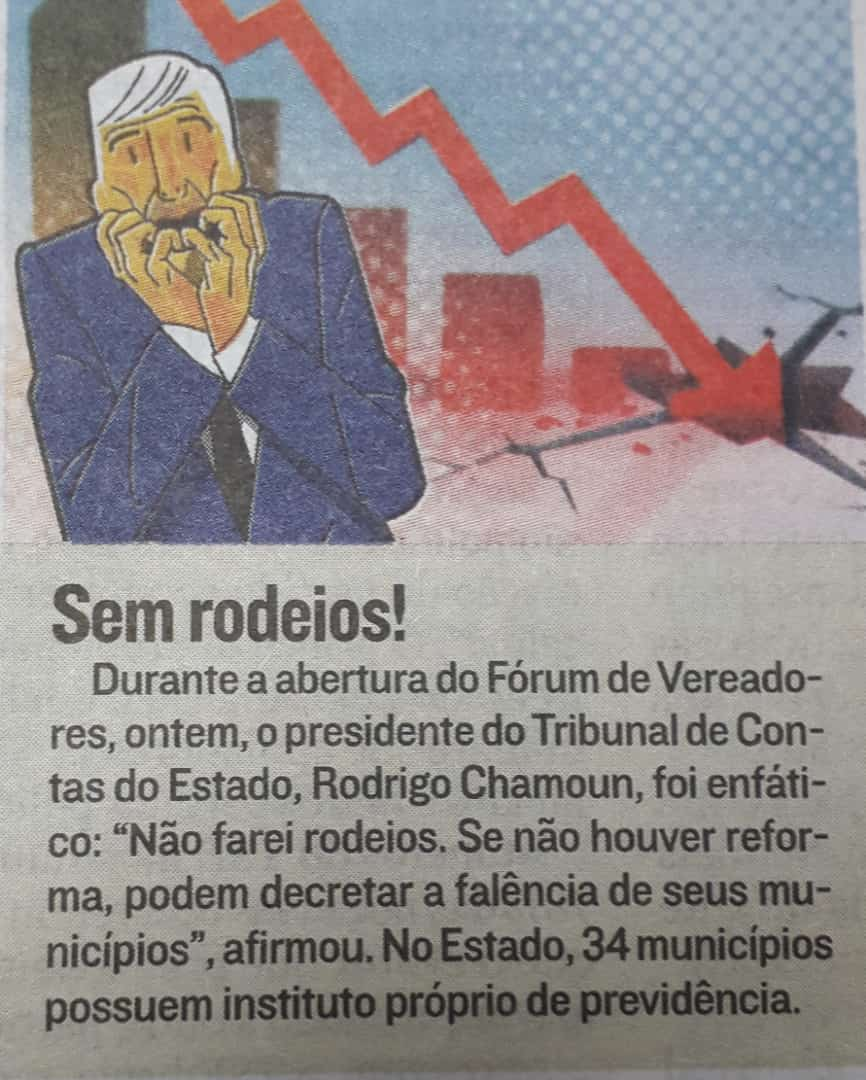 Sem rodeios!
Durante a abertura do Fórum de Vereado-
res, ontem, o presidente do Tribunal de Con-
tas do Estado, Rodrigo Chamoun, foi enfáti-
co: “Não farei rodeios. Se não houver refor-
ma, podem decretar a falência de seus mu-
nicípios”, afirmou. No Estado, 34 municípios
possuem instituto próprio de previdência.